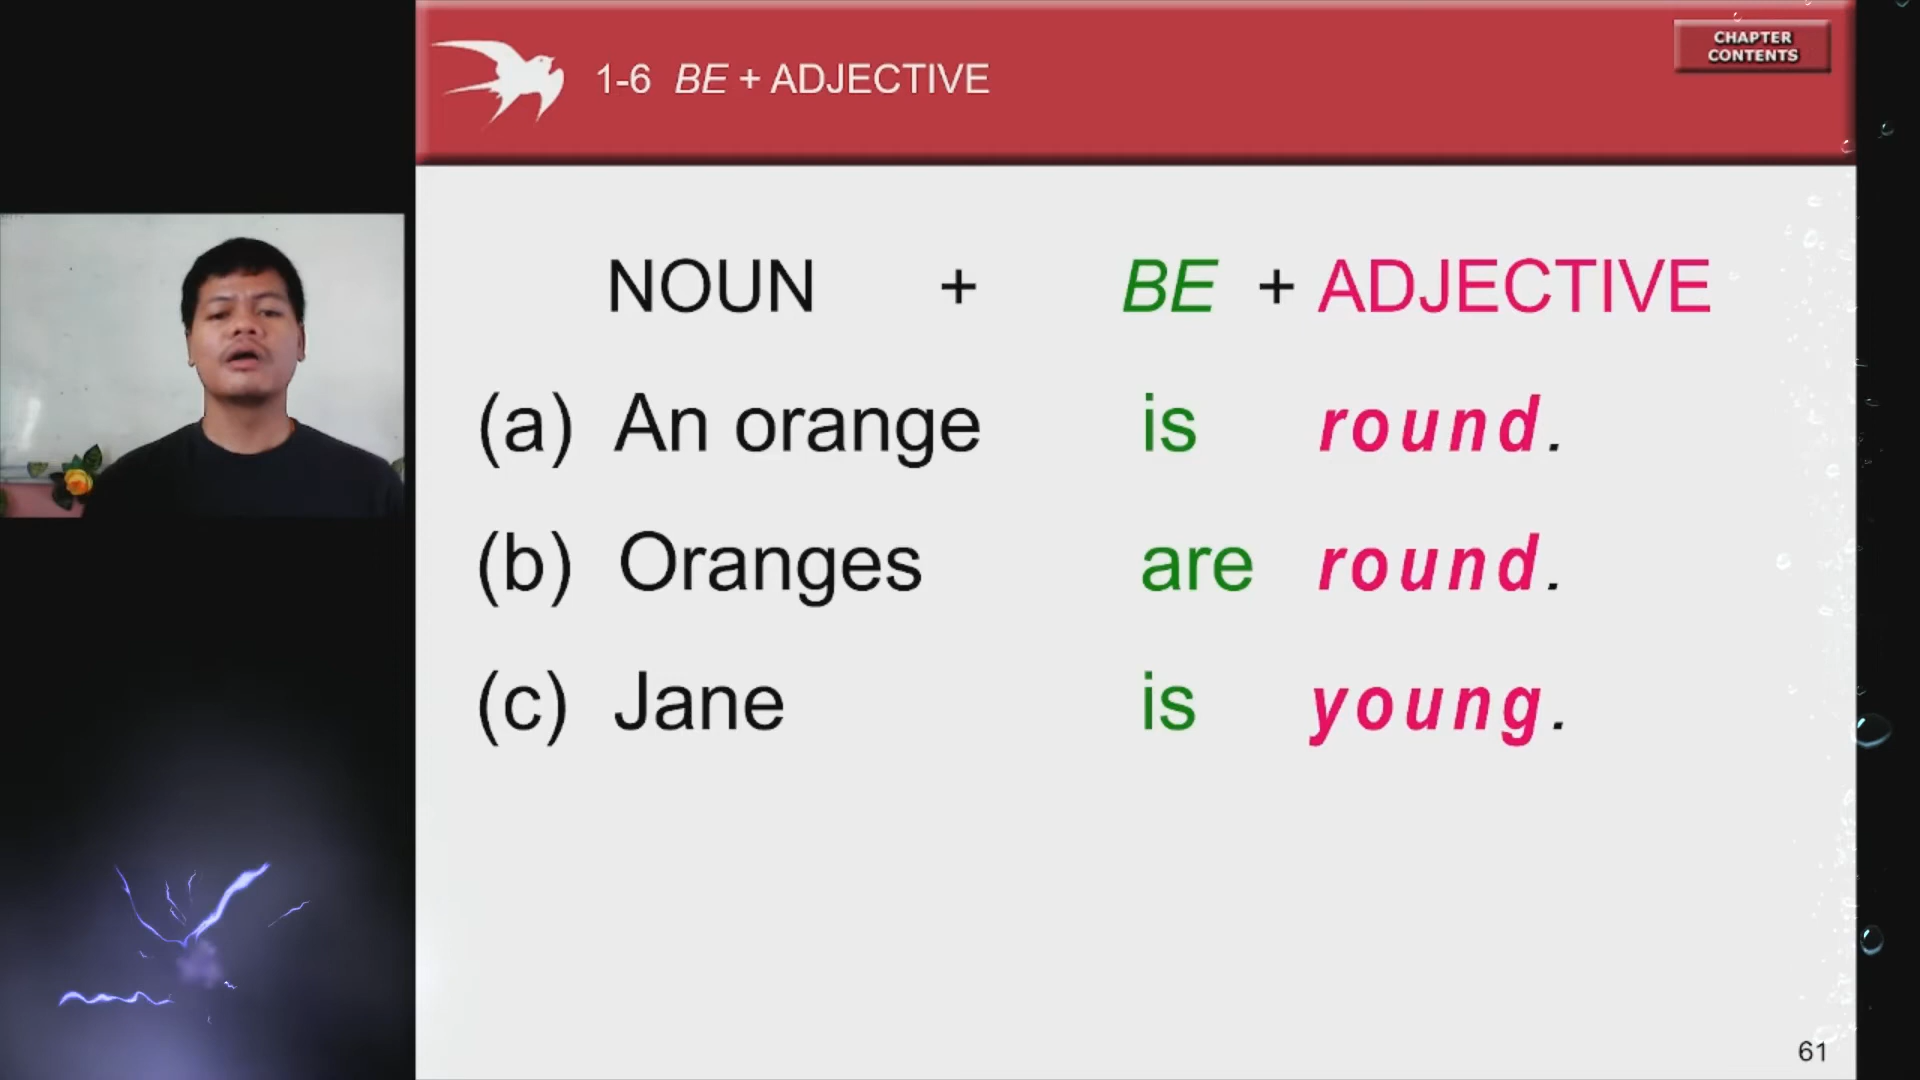 1-6 BE + ADJECTIVE
CHAPTER
CONTENTS
NOUN + BE + ADJECTIVE
(a) An orange is round.
(b) Oranges are round.
(c) Jane is young.
61